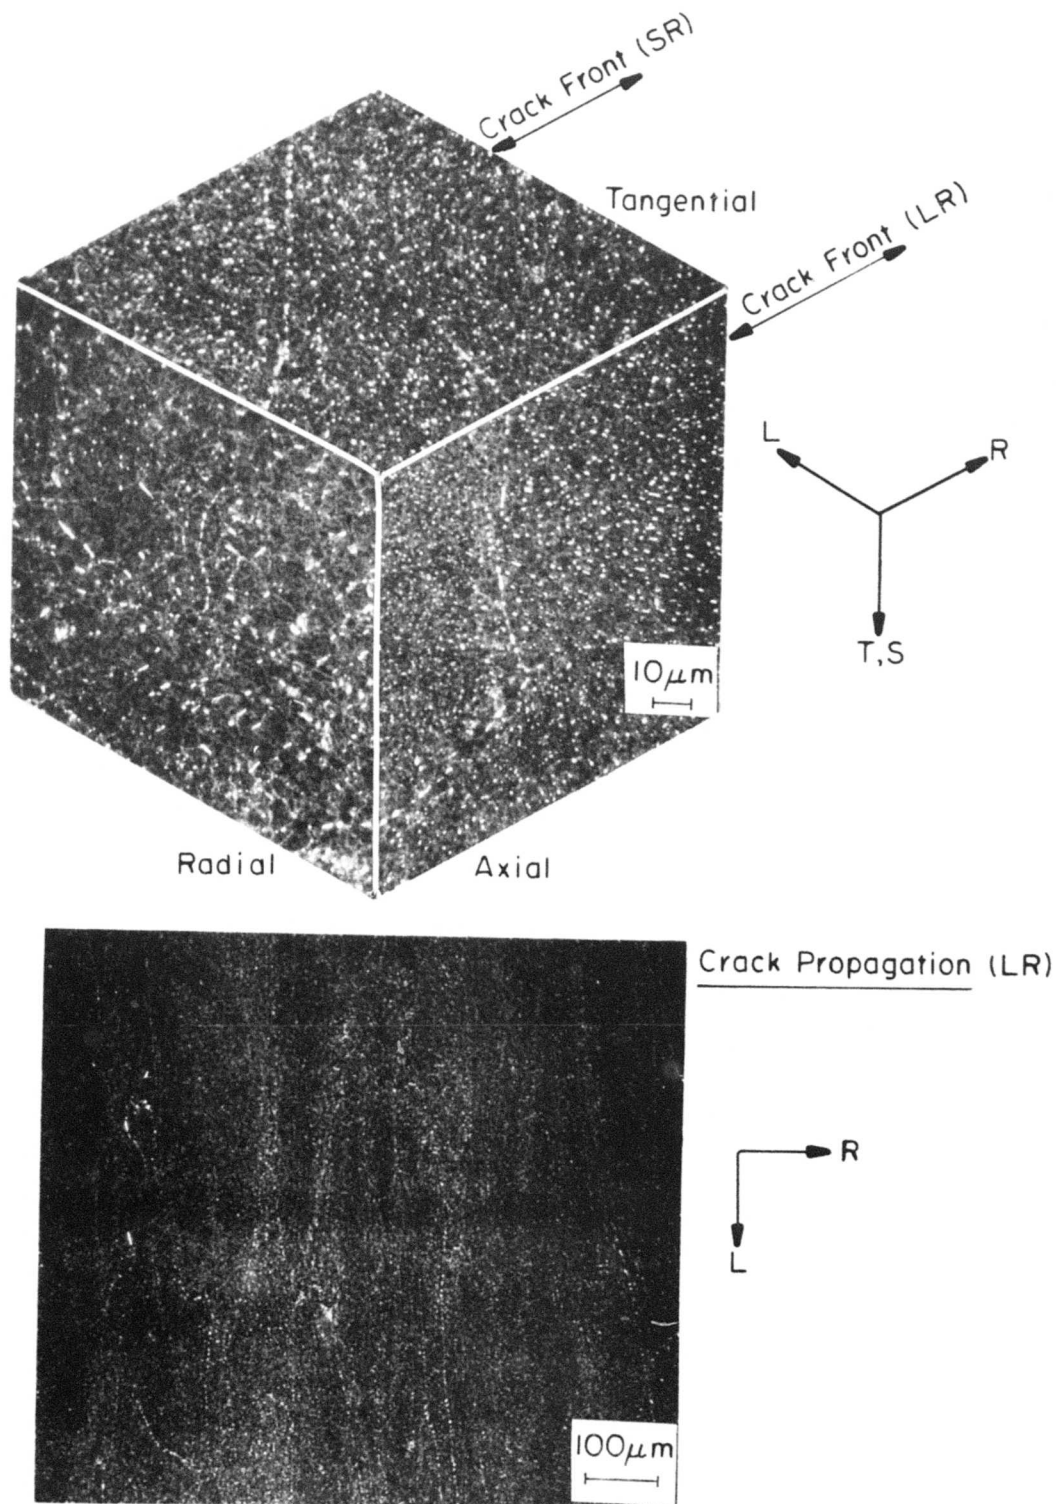 Crack Front (SR)
Tangential
Crack Front (LR)
L
R
T,S
10μm
Radial
Axial
Crack Propagation (LR)
R
L
100μm